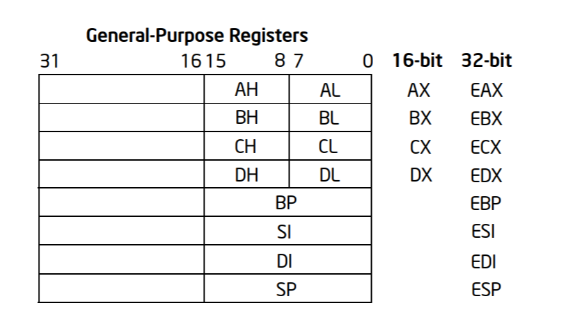 General-Purpose Registers
31 16 15 8 7 0 16-bit 32-bit
AH AL AX EAX
BH BL BX EBX
CH CL CX ECX
DH DL DX EDX
BP EBP
SI ESI
DI EDI
SP ESP